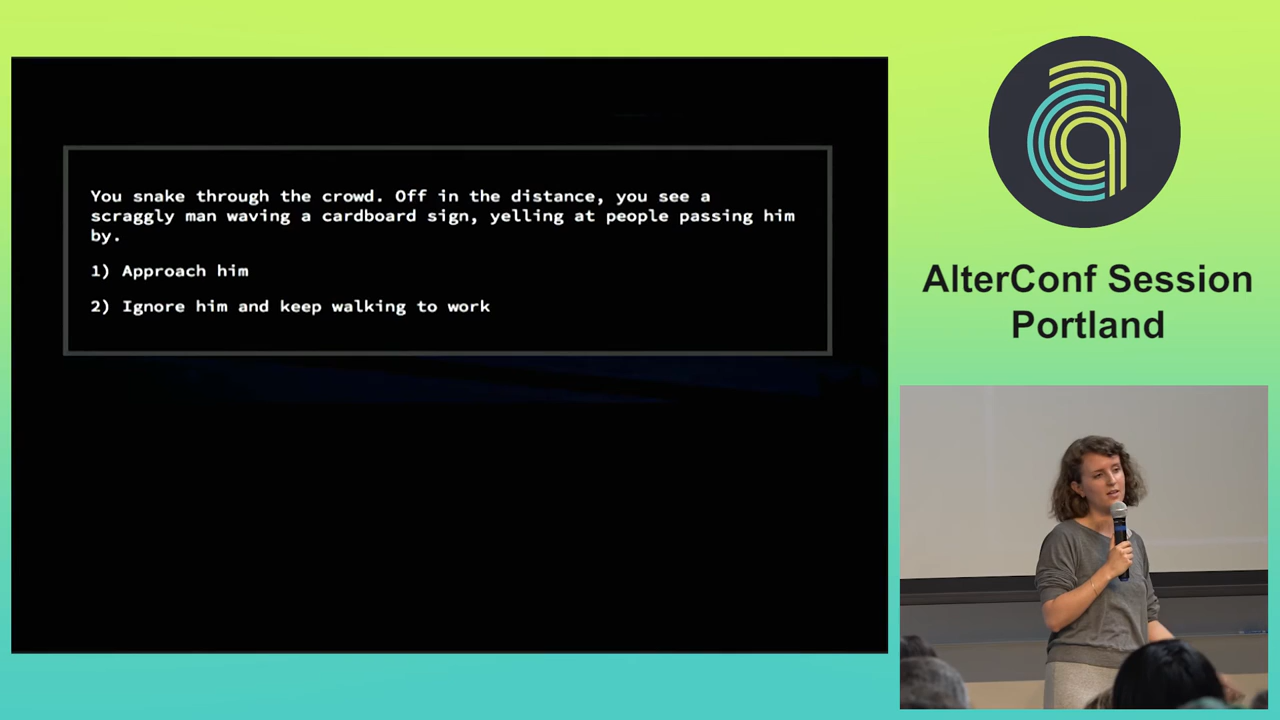 You snake through the crowd. Off in the distance, you see a
scraggly man waving a cardboard sign, yelling at people passing him
by.
1) Approach him
2) Ignore him and keep walking to work
AlterConf Session
Portland